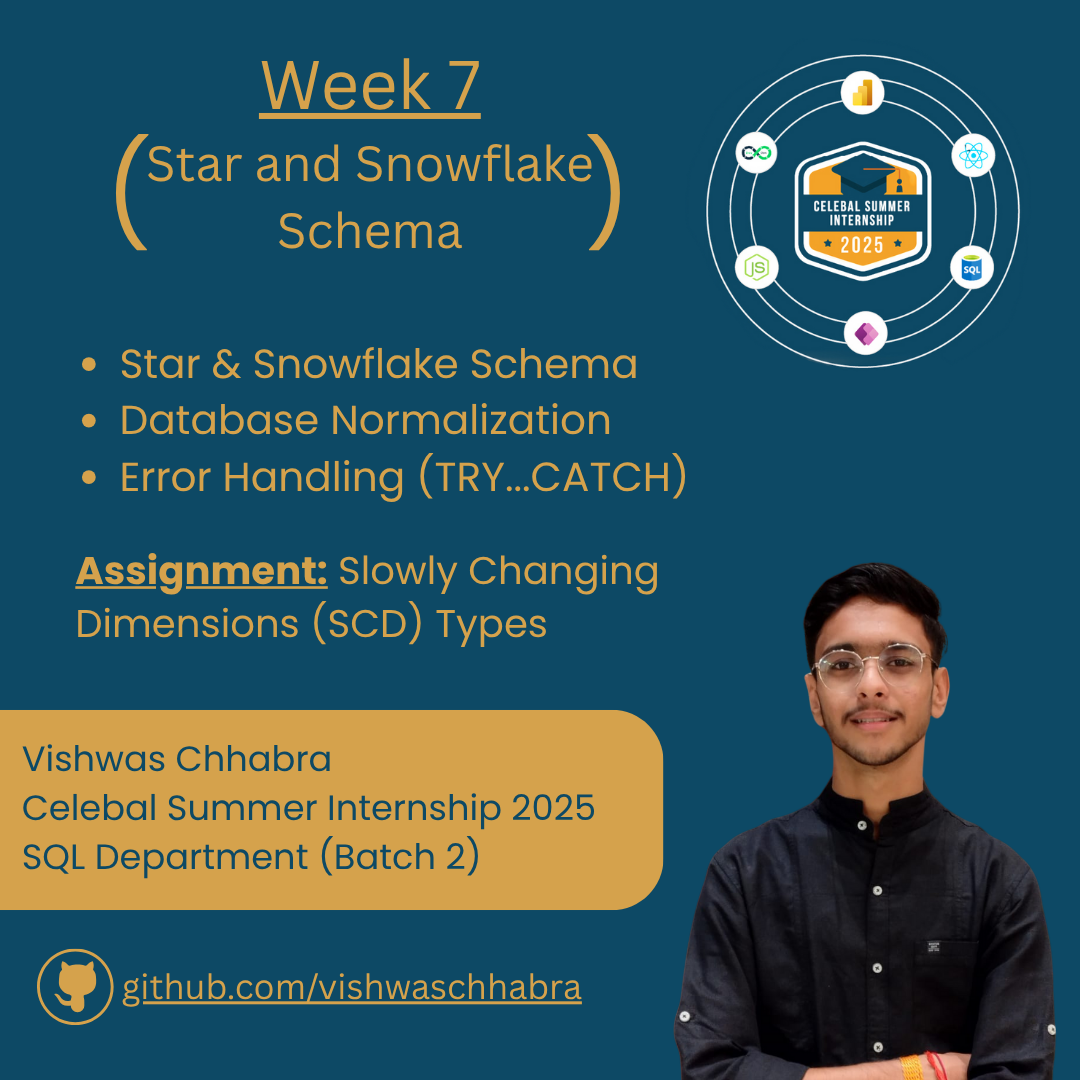 Week 7
(Star and Snowflake
Schema)
CELEBAL SUMMER
INTERNSHIP
2025
JS
SQL
• Star & Snowflake Schema
• Database Normalization
• Error Handling (TRY...CATCH)
Assignment: Slowly Changing
Dimensions (SCD) Types
Vishwas Chhabra
Celebal Summer Internship 2025
SQL Department (Batch 2)
github.com/vishwaschhabra